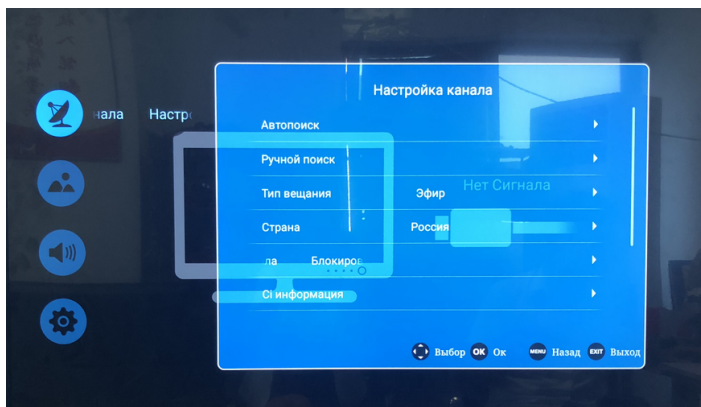 нала Настр
Настройка канала
Автопоиск
Ручной поиск
Нет Сигнала
Тип вещания Эфир
Страна Россия
ла Блокиров
CI информация
Выбор OK Ок MENU Назад EXIT Выход